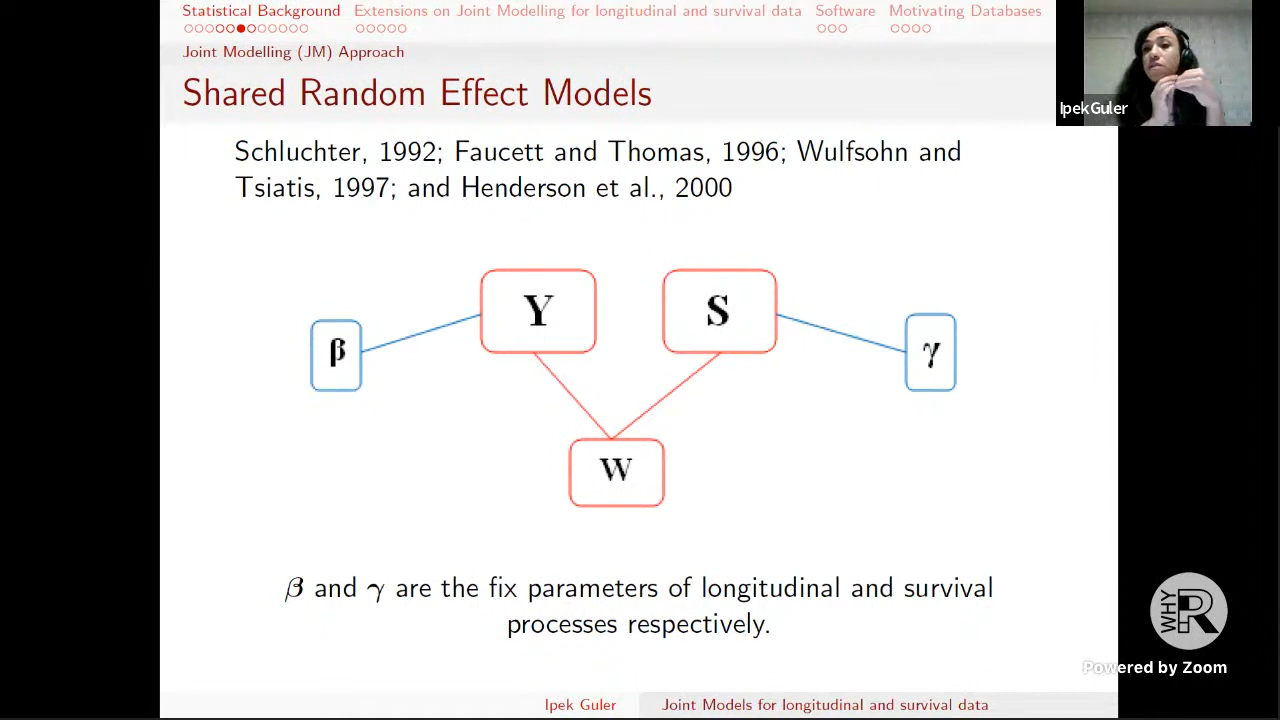 Statistical Background Extensions on Joint Modelling for longitudinal and survival data Software Motivating Databases
Joint Modelling (JM) Approach
Shared Random Effect Models
Ipek Guler
Schluchter, 1992; Faucett and Thomas, 1996; Wulfsohn and
Tsiatis, 1997; and Henderson et al., 2000
Y S
β γ
W
β and γ are the fix parameters of longitudinal and survival
processes respectively.
WHY R
Powered by Zoom
Ipek Guler Joint Models for longitudinal and survival data